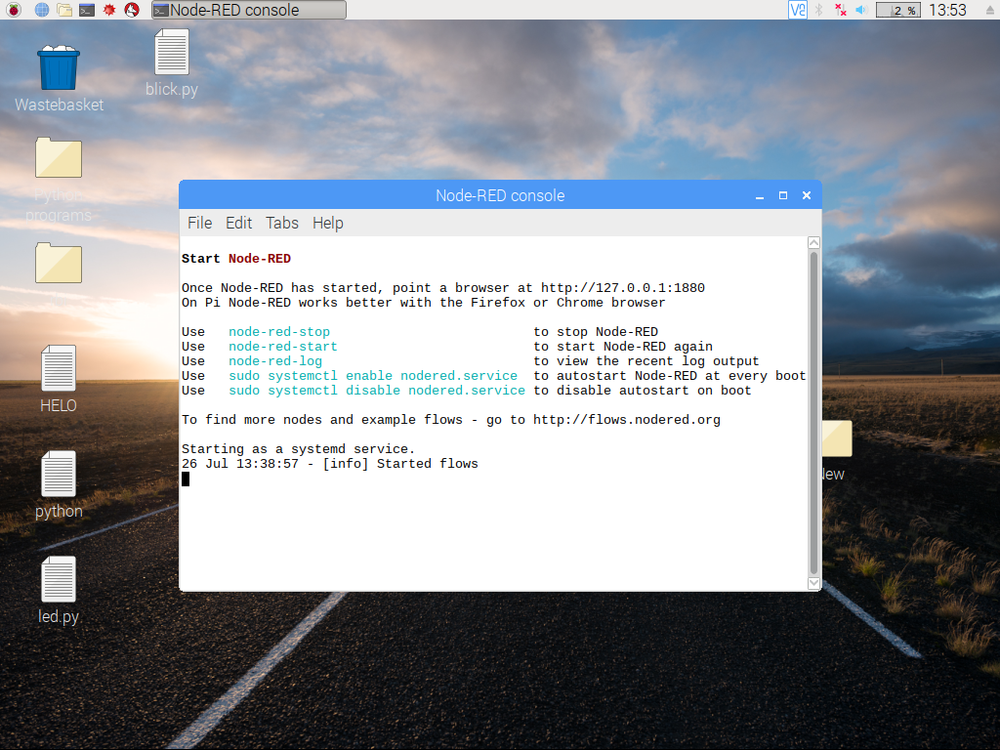 Node-RED console
V2
2 %
13:53
Wastebasket
blick.py
Python
programs
HELO
python
led.py
New
Node-RED console
File Edit Tabs Help
Start Node-RED
Once Node-RED has started, point a browser at http://127.0.0.1:1880
On Pi Node-RED works better with the Firefox or Chrome browser
Use node-red-stop to stop Node-RED
Use node-red-start to start Node-RED again
Use node-red-log to view the recent log output
Use sudo systemctl enable nodered.service to autostart Node-RED at every boot
Use sudo systemctl disable nodered.service to disable autostart on boot
To find more nodes and example flows - go to http://flows.nodered.org
Starting as a systemd service.
26 Jul 13:38:57 - [info] Started flows